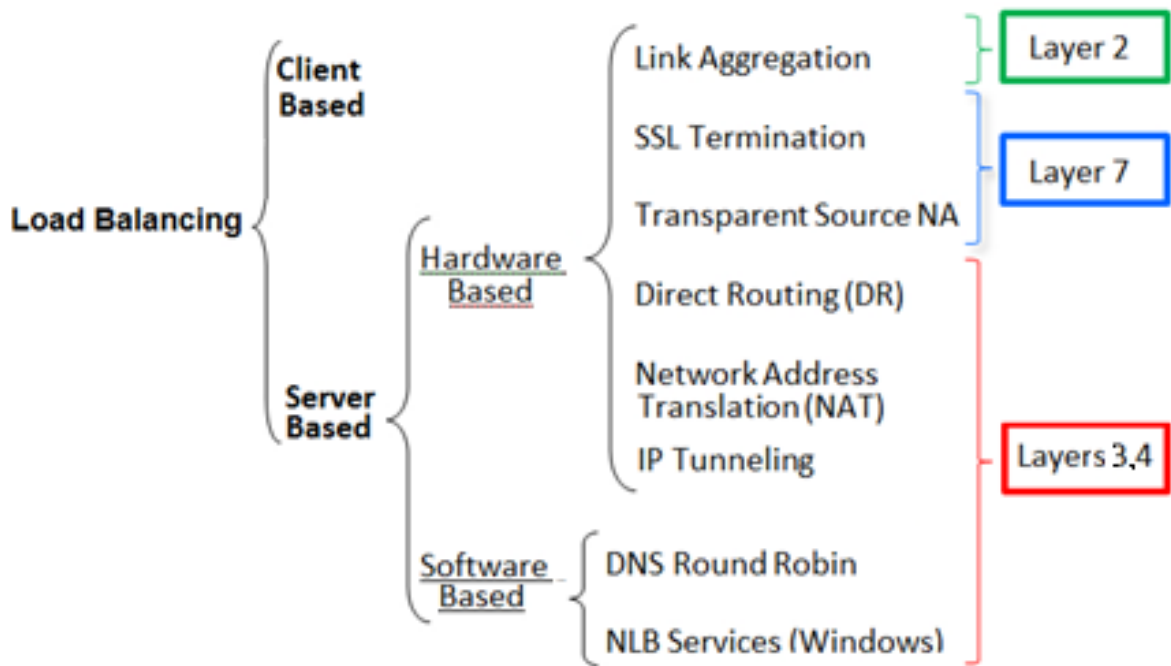 Load Balancing
Client
Based
Server
Based
Hardware
Based
Software
Based
Link Aggregation
SSL Termination
Transparent Source NA
Direct Routing (DR)
Network Address
Translation (NAT)
IP Tunneling
DNS Round Robin
NLB Services (Windows)
Layer 2
Layer 7
Layers 3,4